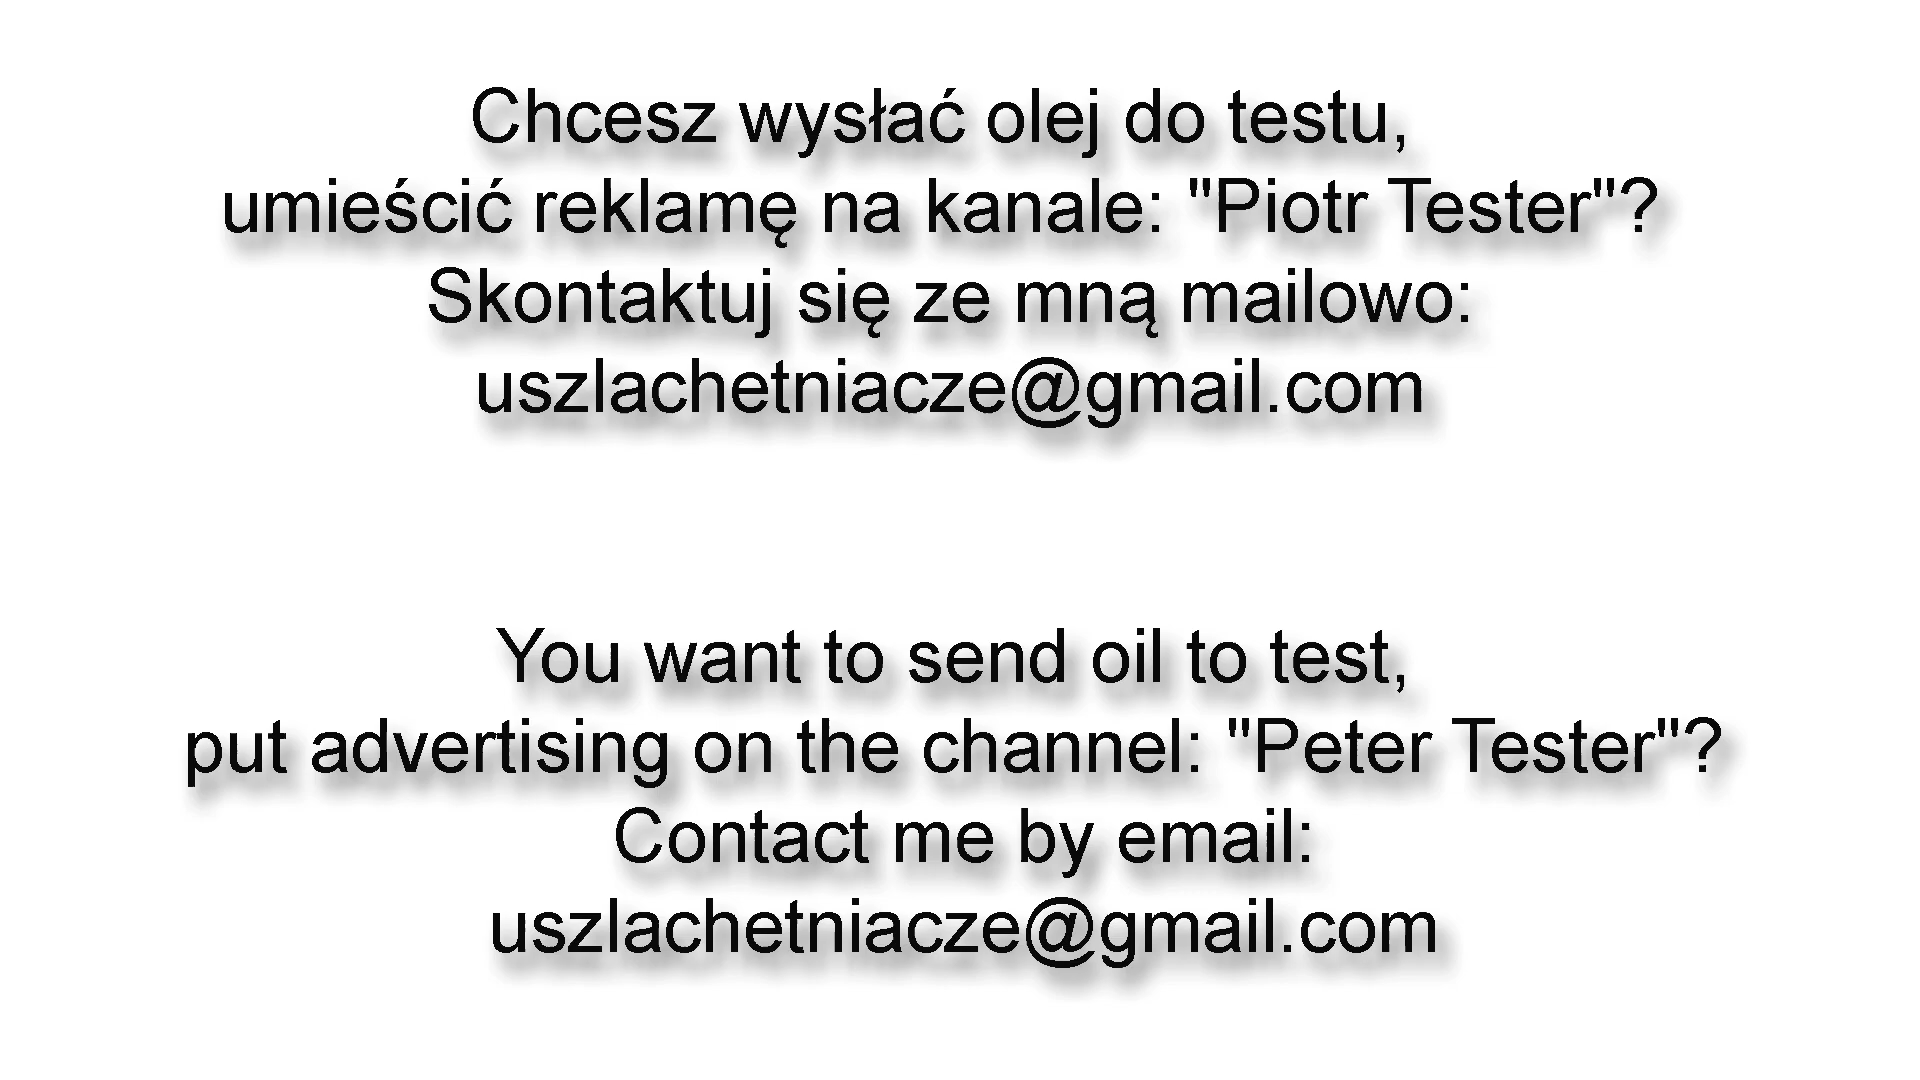 Chcesz wysłać olej do testu,
umieścić reklamę na kanale: "Piotr Tester"?
Skontaktuj się ze mną mailowo:
uszlachetniacze@gmail.com
You want to send oil to test,
put advertising on the channel: "Peter Tester"?
Contact me by email:
uszlachetniacze@gmail.com